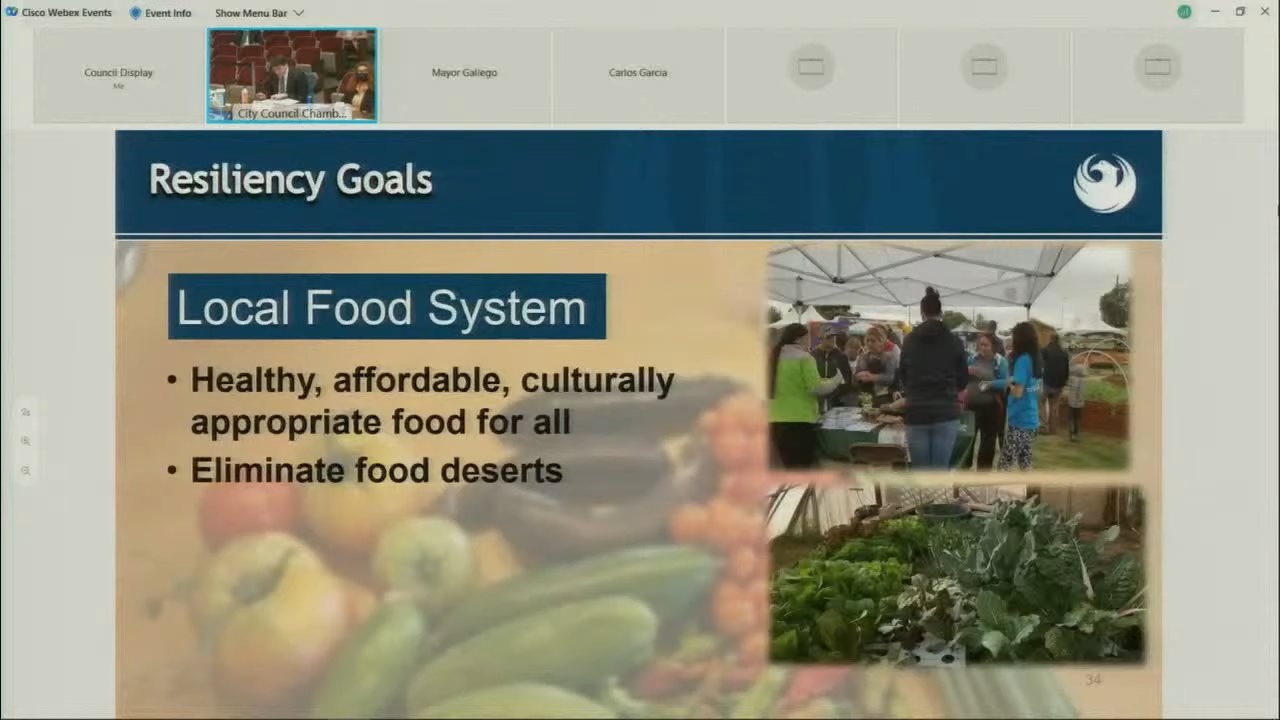 Cisco Webex Events
Event Info
Show Menu Bar
Council Display
Me
City Council Chamb...
Mayor Gallego
Carlos Garcia
Resiliency Goals
Local Food System
• Healthy, affordable, culturally
appropriate food for all
• Eliminate food deserts
34